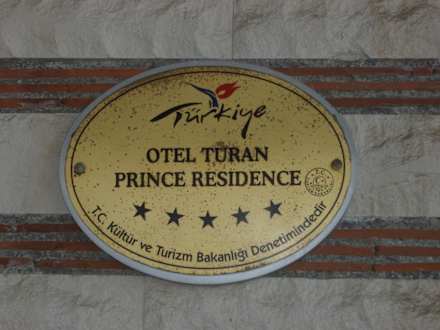 Türkiye
OTEL TURAN
PRINCE RESIDENCE
T.C. Kültür ve Turizm Bakanlığı Denetimindedir